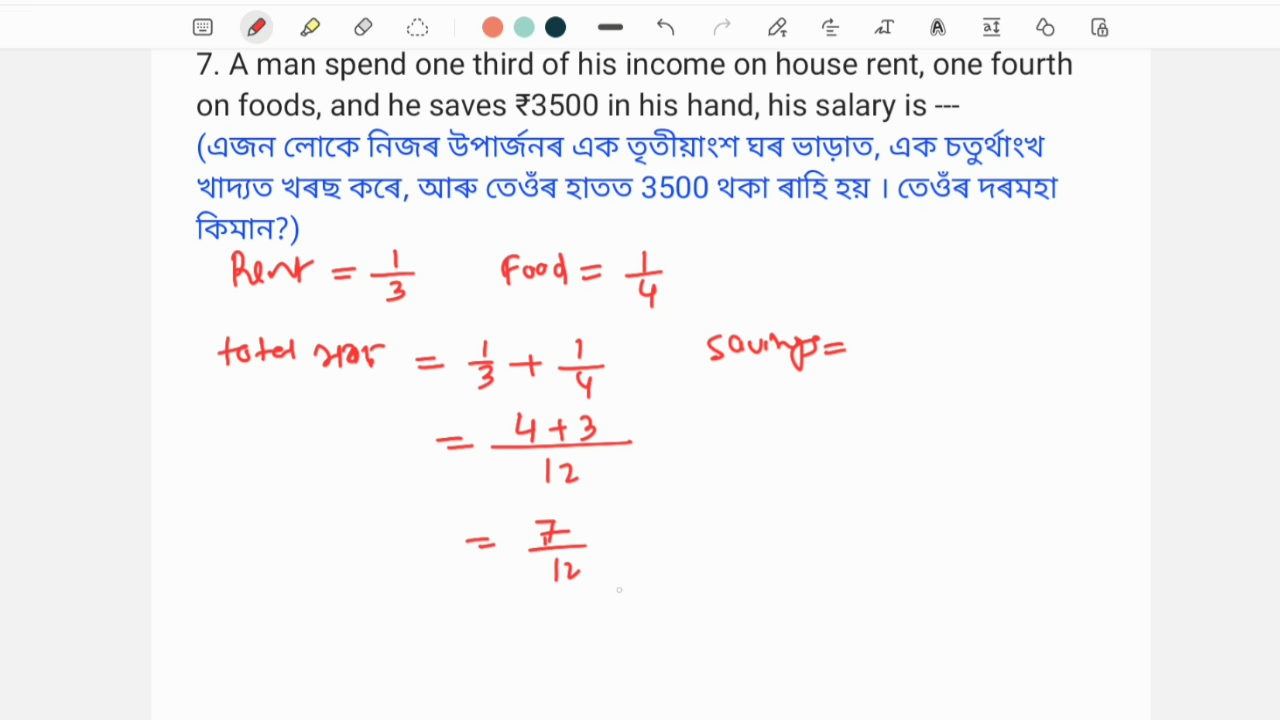 7. A man spend one third of his income on house rent, one fourth
on foods, and he saves ₹3500 in his hand, his salary is ---
(এজন লোকে নিজৰ উপাৰ্জনৰ এক তৃতীয়াংশ ঘৰ ভাড়াত, এক চতুৰ্থাংখ
খাদ্যত খৰছ কৰে, আৰু তেওঁৰ হাতত 3500 থকা ৰাহি হয় । তেওঁৰ দৰমহা
কিমান?)
Rent = 1/3 Food = 1/4
total খৰচ = 1/3 + 1/4 savings =
= 4 + 3 / 12
= 7/12